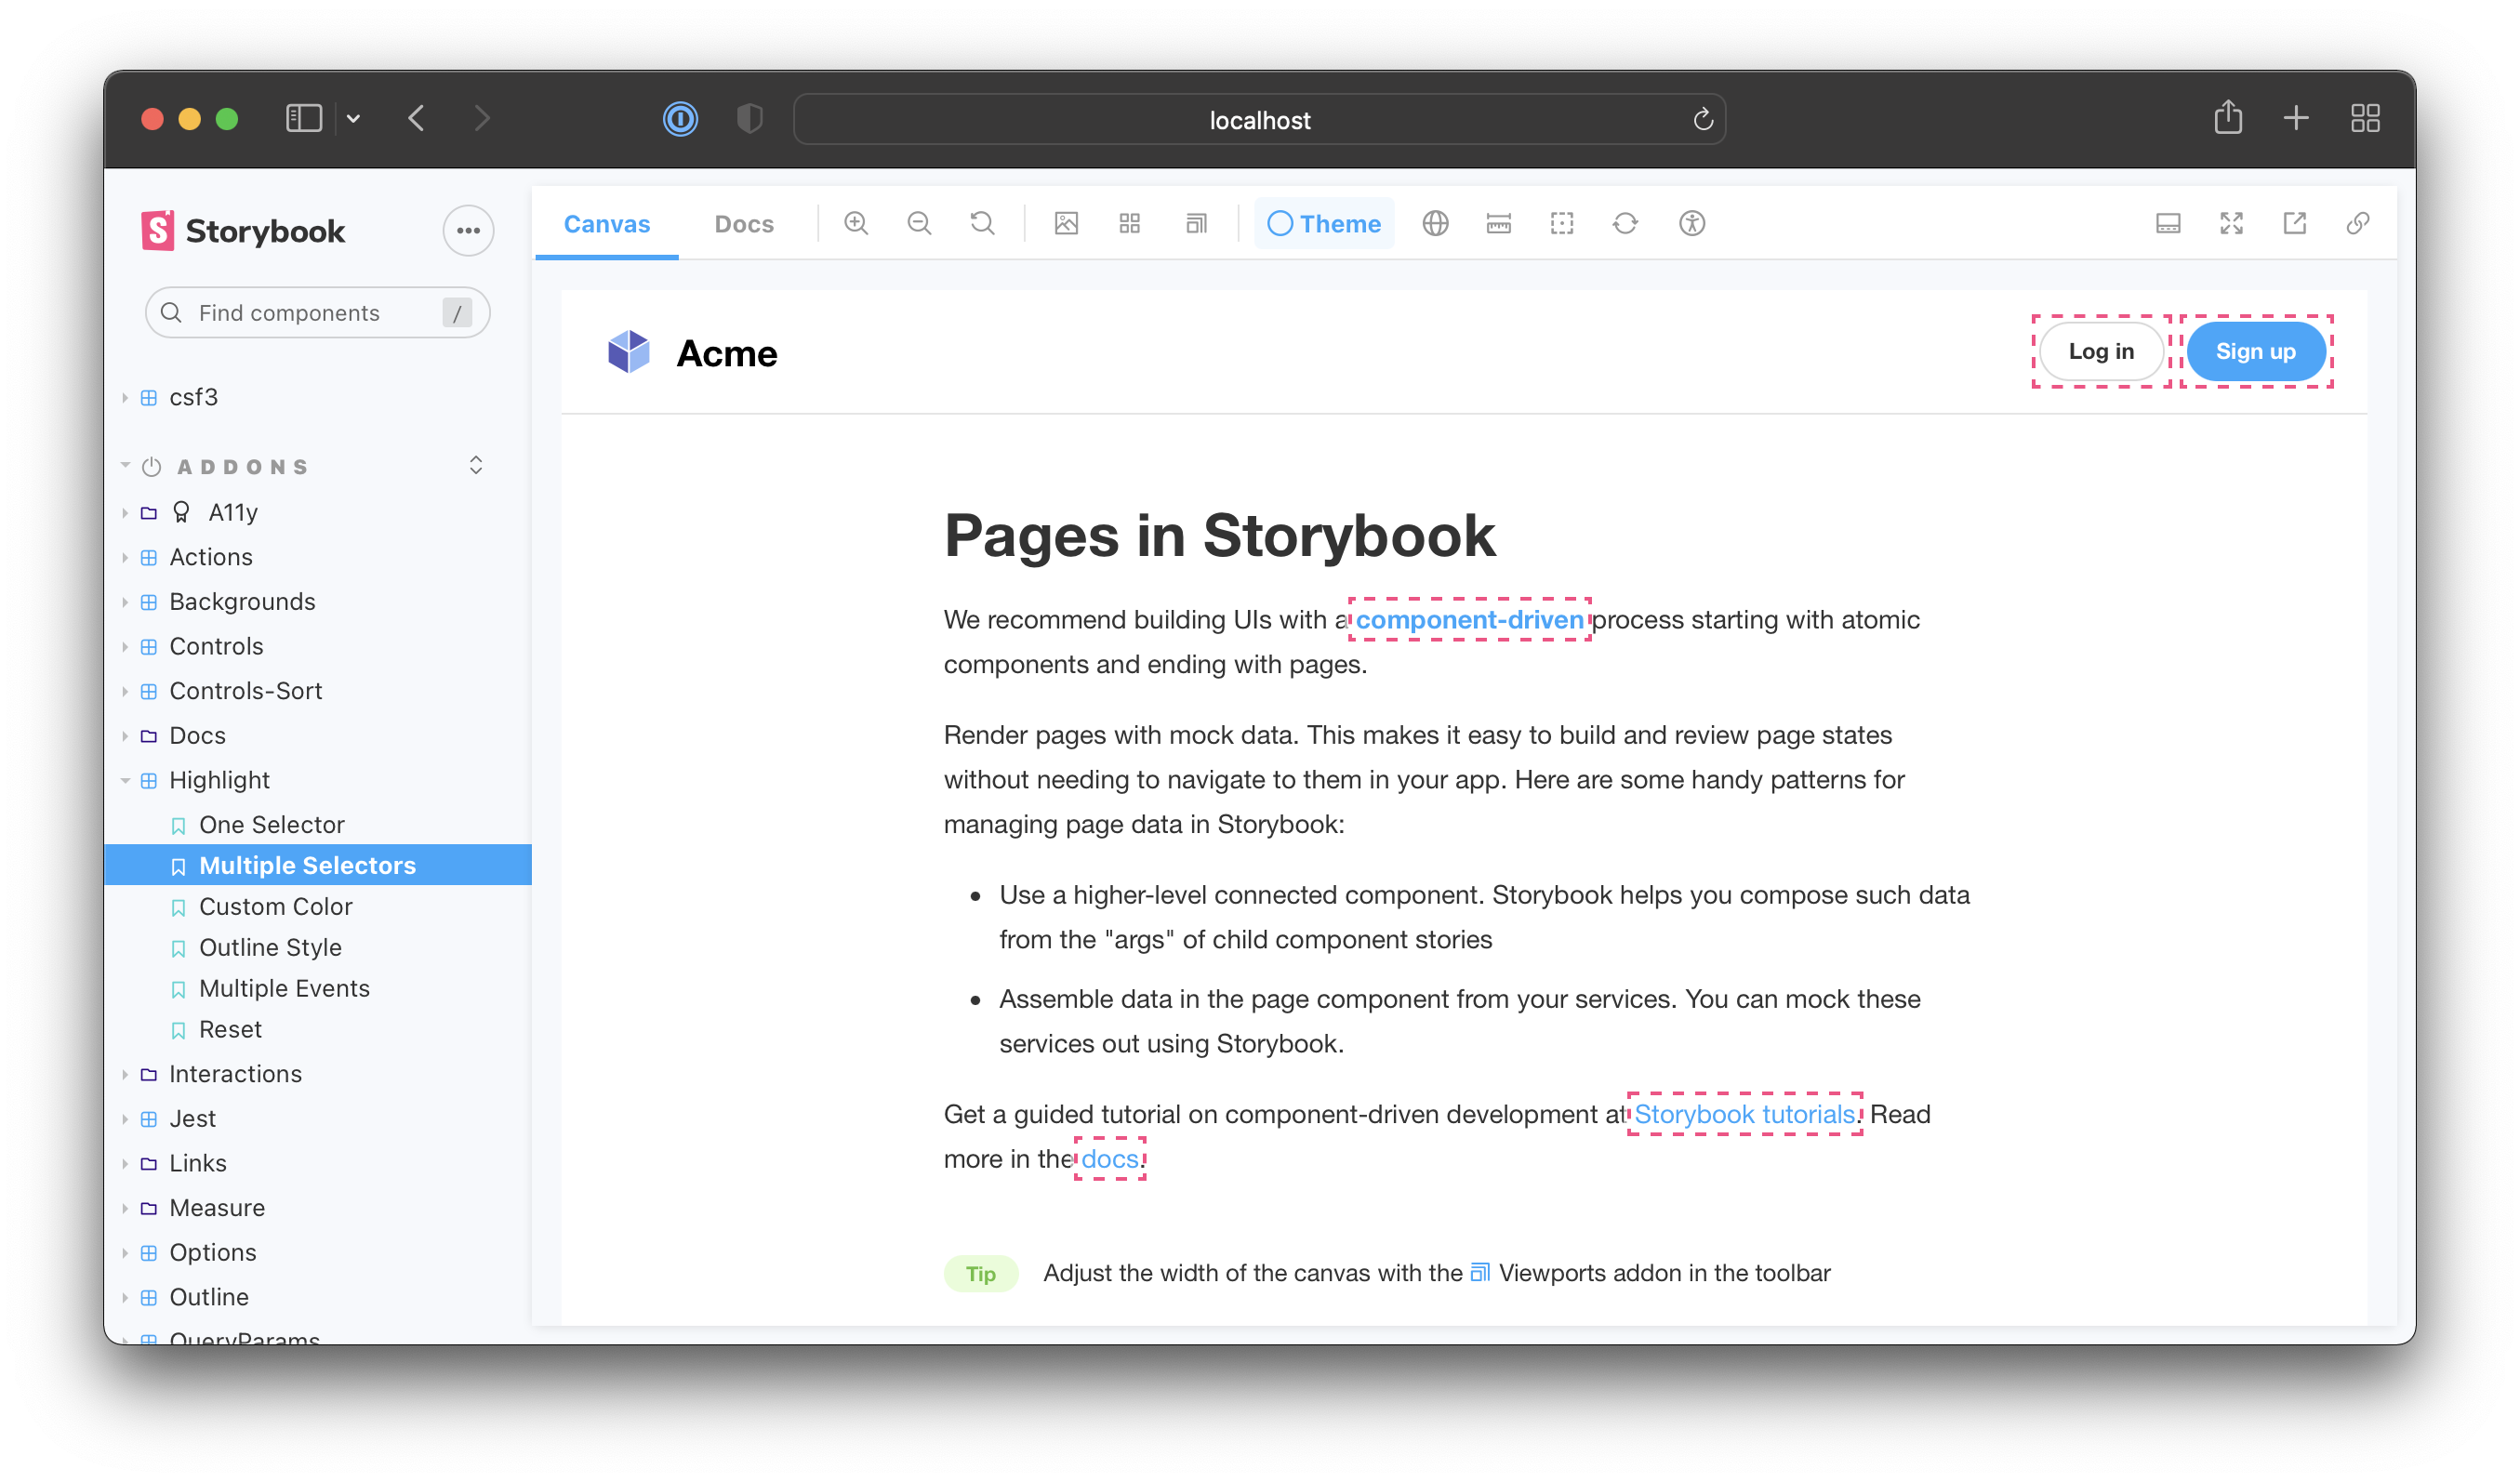 localhost
Storybook
Find components
/
csf3
ADDONS
A11y
Actions
Backgrounds
Controls
Controls-Sort
Docs
Highlight
One Selector
Multiple Selectors
Custom Color
Outline Style
Multiple Events
Reset
Interactions
Jest
Links
Measure
Options
Outline
QueryParams
Canvas
Docs
Theme
Acme
Log in
Sign up
Pages in Storybook
We recommend building UIs with a component-driven process starting with atomic
components and ending with pages.
Render pages with mock data. This makes it easy to build and review page states
without needing to navigate to them in your app. Here are some handy patterns for
managing page data in Storybook:
• Use a higher-level connected component. Storybook helps you compose such data
from the "args" of child component stories
• Assemble data in the page component from your services. You can mock these
services out using Storybook.
Get a guided tutorial on component-driven development at Storybook tutorials. Read
more in the docs.
Tip
Adjust the width of the canvas with the Viewports addon in the toolbar